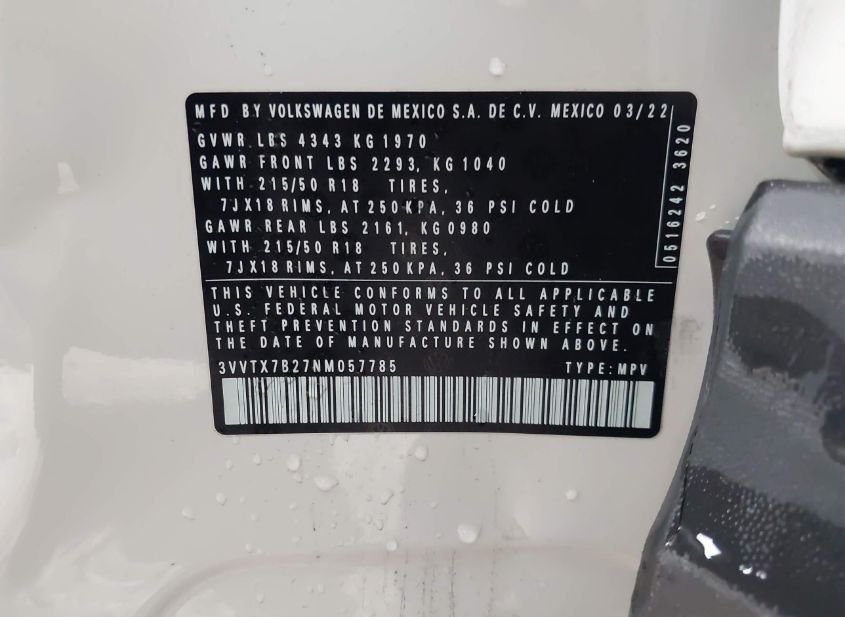 MFD BY VOLKSWAGEN DE MEXICO S.A. DE C.V. MEXICO 03/22
GVWR LBS 4343 KG 1970
GAWR FRONT LBS 2293, KG 1040
WITH 215/50 R18 TIRES,
7JX18 RIMS, AT 250 KPA, 36 PSI COLD
GAWR REAR LBS 2161, KG 0980
WITH 215/50 R18 TIRES,
7JX18 RIMS, AT 250 KPA, 36 PSI COLD
0516242 3620
THIS VEHICLE CONFORMS TO ALL APPLICABLE
U.S. FEDERAL MOTOR VEHICLE SAFETY AND
THEFT PREVENTION STANDARDS IN EFFECT ON
THE DATE OF MANUFACTURE SHOWN ABOVE.
3VVTX7B27NM057785 TYPE: MPV